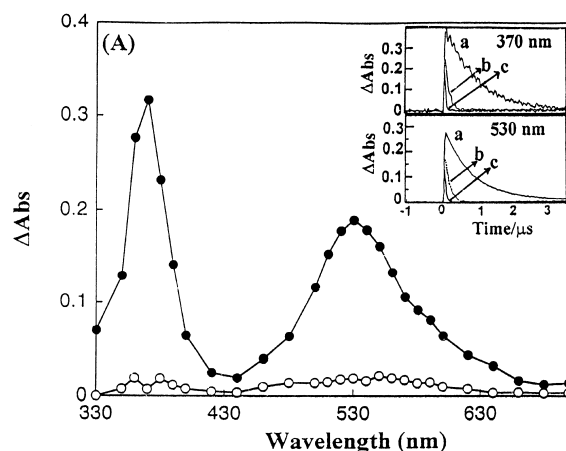 (A)
370 nm
a
b
c
ΔAbs
0.3
0.2
0.1
0
530 nm
a
b
c
ΔAbs
0.3
0.2
0.1
0
-1 0 1 2 3
Time/µs
ΔAbs
0.4
0.3
0.2
0.1
0
330 430 530 630
Wavelength (nm)